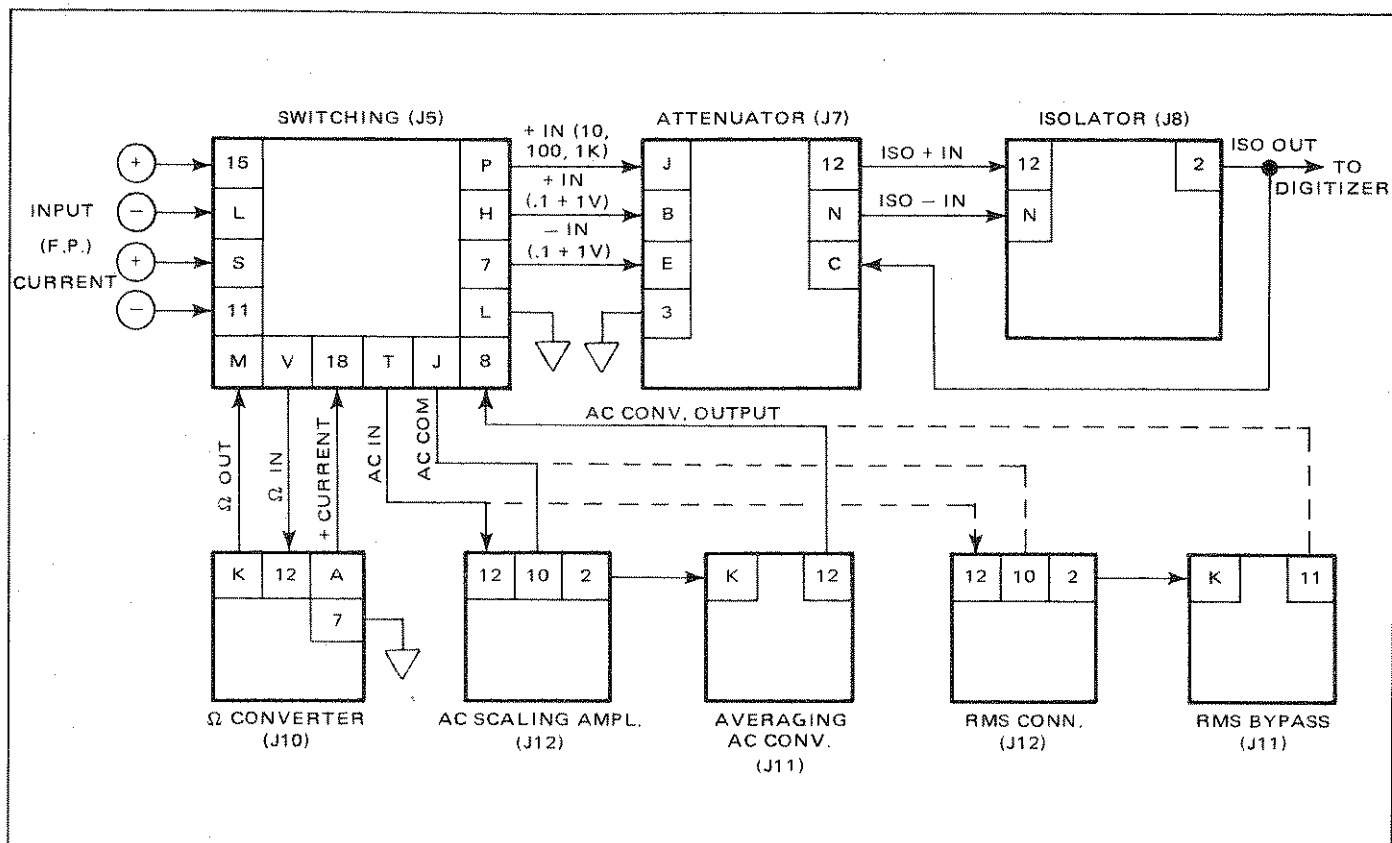 SWITCHING (J5)
ATTENUATOR (J7)
ISOLATOR (J8)
+
−
+
−
INPUT
(F.P.)
CURRENT
15
L
S
11
M
V
18
T
J
8
P
H
7
L
+ IN (10,
100, 1K)
+ IN
(.1 + 1V)
− IN
(.1 + 1V)
J
B
E
3
12
N
C
ISO + IN
ISO − IN
12
N
2
ISO OUT
TO
DIGITIZER
Ω OUT
Ω IN
+ CURRENT
AC IN
AC COM
AC CONV. OUTPUT
K
12
A
7
Ω CONVERTER
(J10)
12
10
2
AC SCALING AMPL.
(J12)
K
12
AVERAGING
AC CONV.
(J11)
12
10
2
RMS CONN.
(J12)
K
11
RMS BYPASS
(J11)